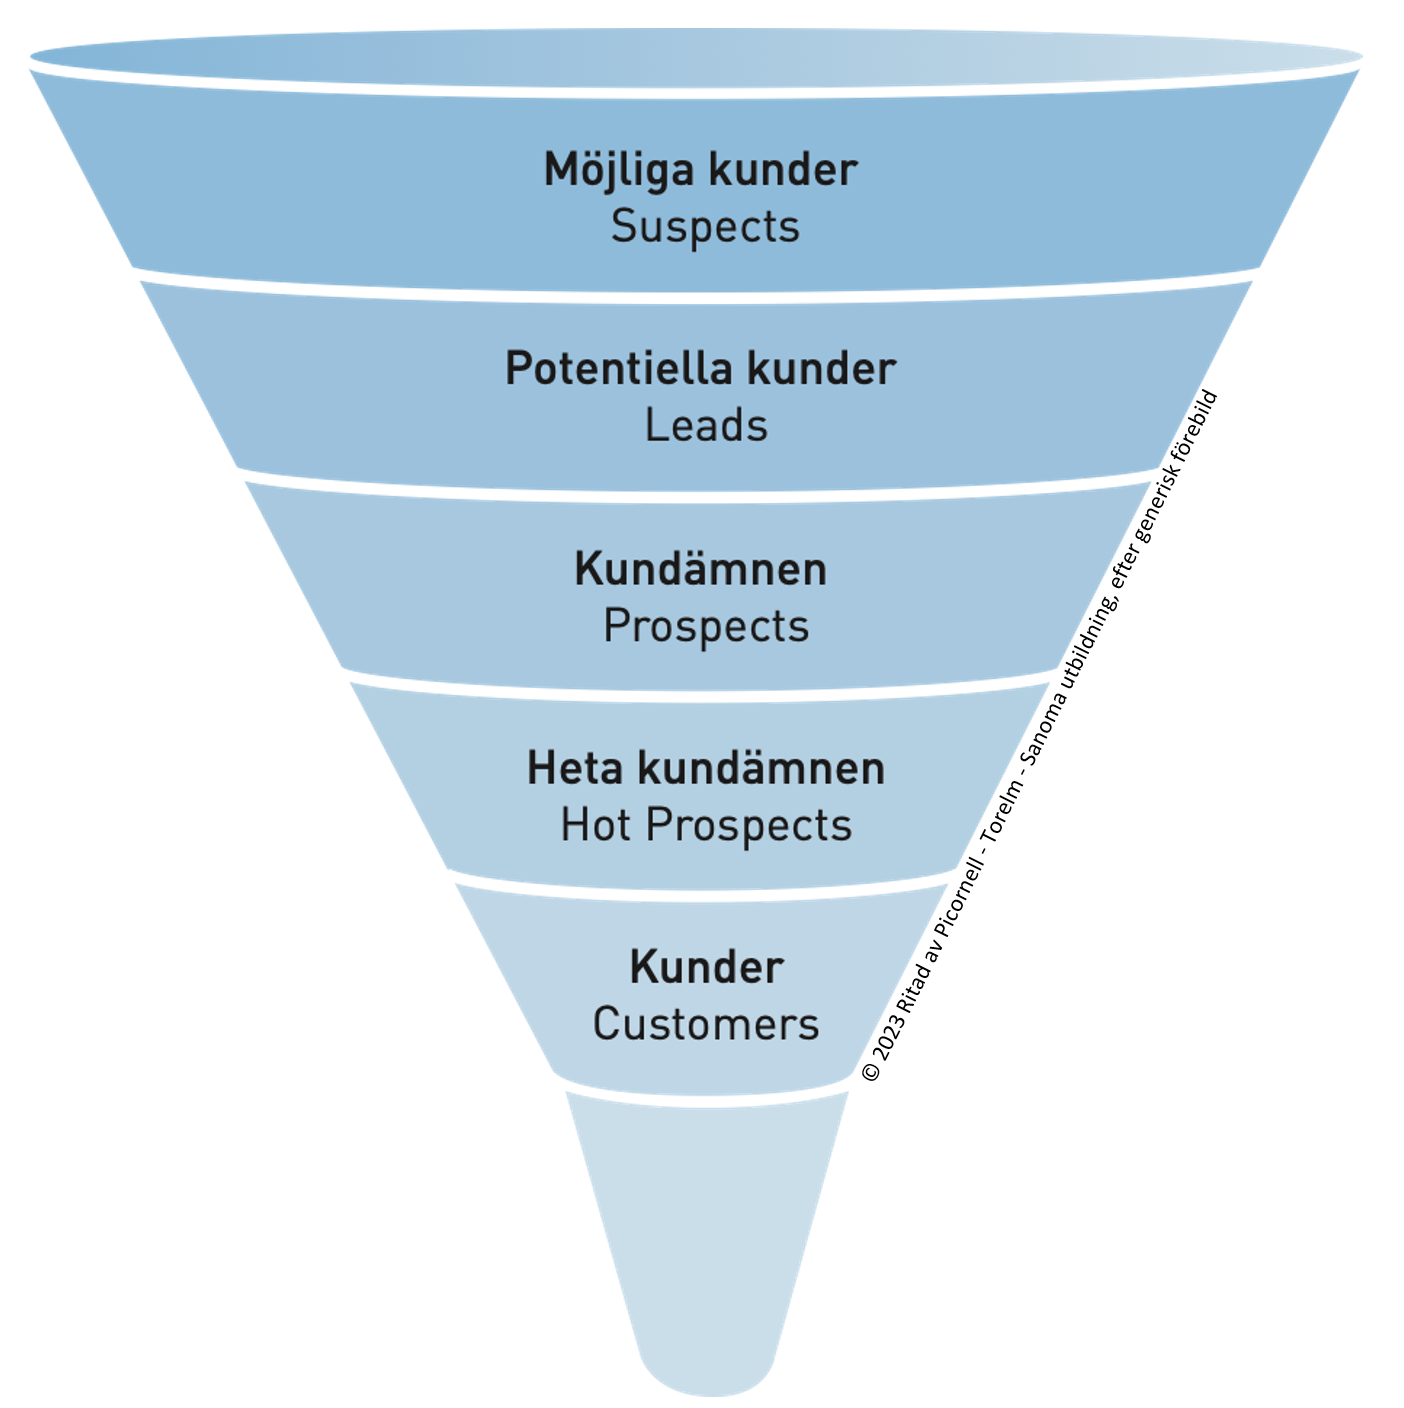 Möjliga kunder
Suspects
Potentiella kunder
Leads
Kundämnen
Prospects
Heta kundämnen
Hot Prospects
Kunder
Customers
© 2023 Ritad av Picornell - Torelm - Sanoma utbildning, efter generisk förebild